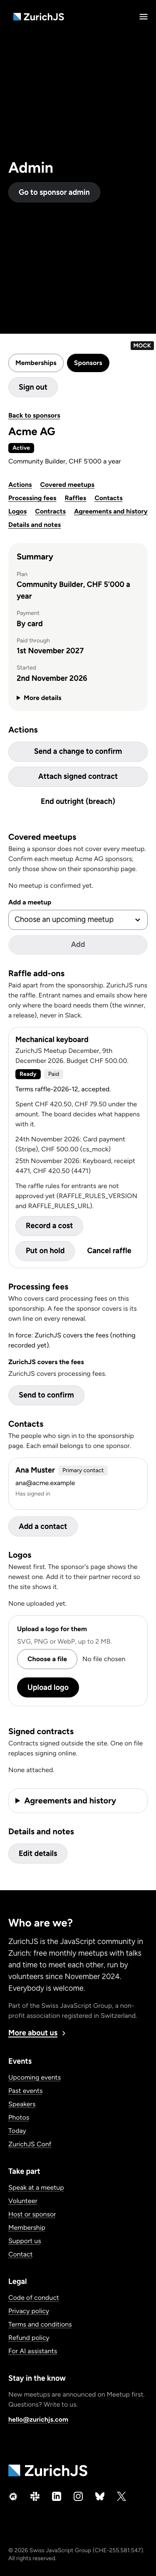 ZurichJS
Admin
Go to sponsor admin
MOCK
Memberships
Sponsors
Sign out
Back to sponsors
Acme AG
Active
Community Builder, CHF 5'000 a year
Actions
Covered meetups
Processing fees
Raffles
Contacts
Logos
Contracts
Agreements and history
Details and notes
Summary
Plan
Community Builder, CHF 5'000 a
year
Payment
By card
Paid through
1st November 2027
Started
2nd November 2026
More details
Actions
Send a change to confirm
Attach signed contract
End outright (breach)
Covered meetups
Being a sponsor does not cover every meetup.
Confirm each meetup Acme AG sponsors;
only those show on their sponsorship page.
No meetup is confirmed yet.
Add a meetup
Choose an upcoming meetup
Add
Raffle add-ons
Paid apart from the sponsorship. ZurichJS runs
the raffle. Entrant names and emails show here
only where the board needs them (the winner,
a release), never in Slack.
Mechanical keyboard
ZurichJS Meetup December, 9th
December 2026. Budget CHF 500.00.
Ready
Paid
Terms raffle-2026-12, accepted.
Spent CHF 420.50, CHF 79.50 under the
amount. The board decides what happens
with it.
24th November 2026: Card payment
(Stripe), CHF 500.00 (cs_mock)
25th November 2026: Keyboard, receipt
4471, CHF 420.50 (4471)
The raffle rules for entrants are not
approved yet (RAFFLE_RULES_VERSION
and RAFFLE_RULES_URL).
Record a cost
Put on hold
Cancel raffle
Processing fees
Who covers card processing fees on this
sponsorship. A fee the sponsor covers is its
own line on every renewal.
In force: ZurichJS covers the fees (nothing
recorded yet).
ZurichJS covers the fees
ZurichJS covers processing fees.
Send to confirm
Contacts
The people who sign in to the sponsorship
page. Each email belongs to one sponsor.
Ana Muster
Primary contact
ana@acme.example
Has signed in
Add a contact
Logos
Newest first. The sponsor's page shows the
newest one. Add it to their partner record so
the site shows it.
None uploaded yet.
Upload a logo for them
SVG, PNG or WebP, up to 2 MB.
Choose a file
No file chosen
Upload logo
Signed contracts
Contracts signed outside the site. One on file
replaces signing online.
None attached.
Agreements and history
Details and notes
Edit details
Who are we?
ZurichJS is the JavaScript community in
Zurich: free monthly meetups with talks
and time to meet each other, run by
volunteers since November 2024.
Everybody is welcome.
Part of the Swiss JavaScript Group, a non-
profit association registered in Switzerland.
More about us
Events
Upcoming events
Past events
Speakers
Photos
Today
ZurichJS Conf
Take part
Speak at a meetup
Volunteer
Host or sponsor
Membership
Support us
Contact
Legal
Code of conduct
Privacy policy
Terms and conditions
Refund policy
For AI assistants
Stay in the know
New meetups are announced on Meetup first.
Questions? Write to us.
hello@zurichjs.com
ZurichJS
© 2026 Swiss JavaScript Group (CHE-255.581.547).
All rights reserved.